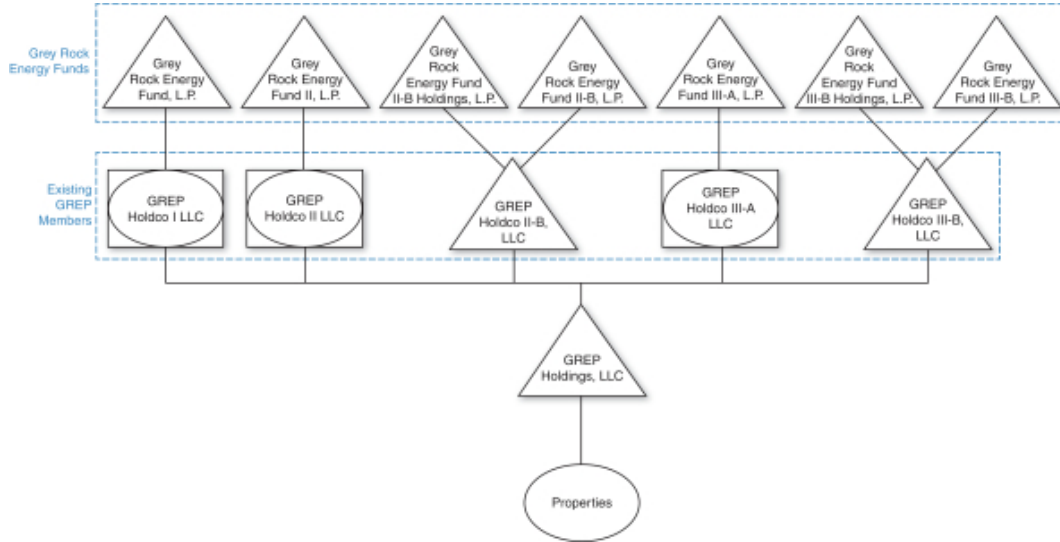 Grey Rock
Energy Funds
Grey
Rock Energy
Fund, L.P.
Grey
Rock Energy
Fund II, L.P.
Grey
Rock
Energy Fund
II-B Holdings, L.P.
Grey
Rock Energy
Fund II-B, L.P.
Grey
Rock Energy
Fund III-A, L.P.
Grey
Rock
Energy Fund
III-B Holdings, L.P.
Grey
Rock Energy
Fund III-B, L.P.
Existing
GREP
Members
GREP
Holdco I LLC
GREP
Holdco II LLC
GREP
Holdco II-B,
LLC
GREP
Holdco III-A
LLC
GREP
Holdco III-B,
LLC
GREP
Holdings, LLC
Properties